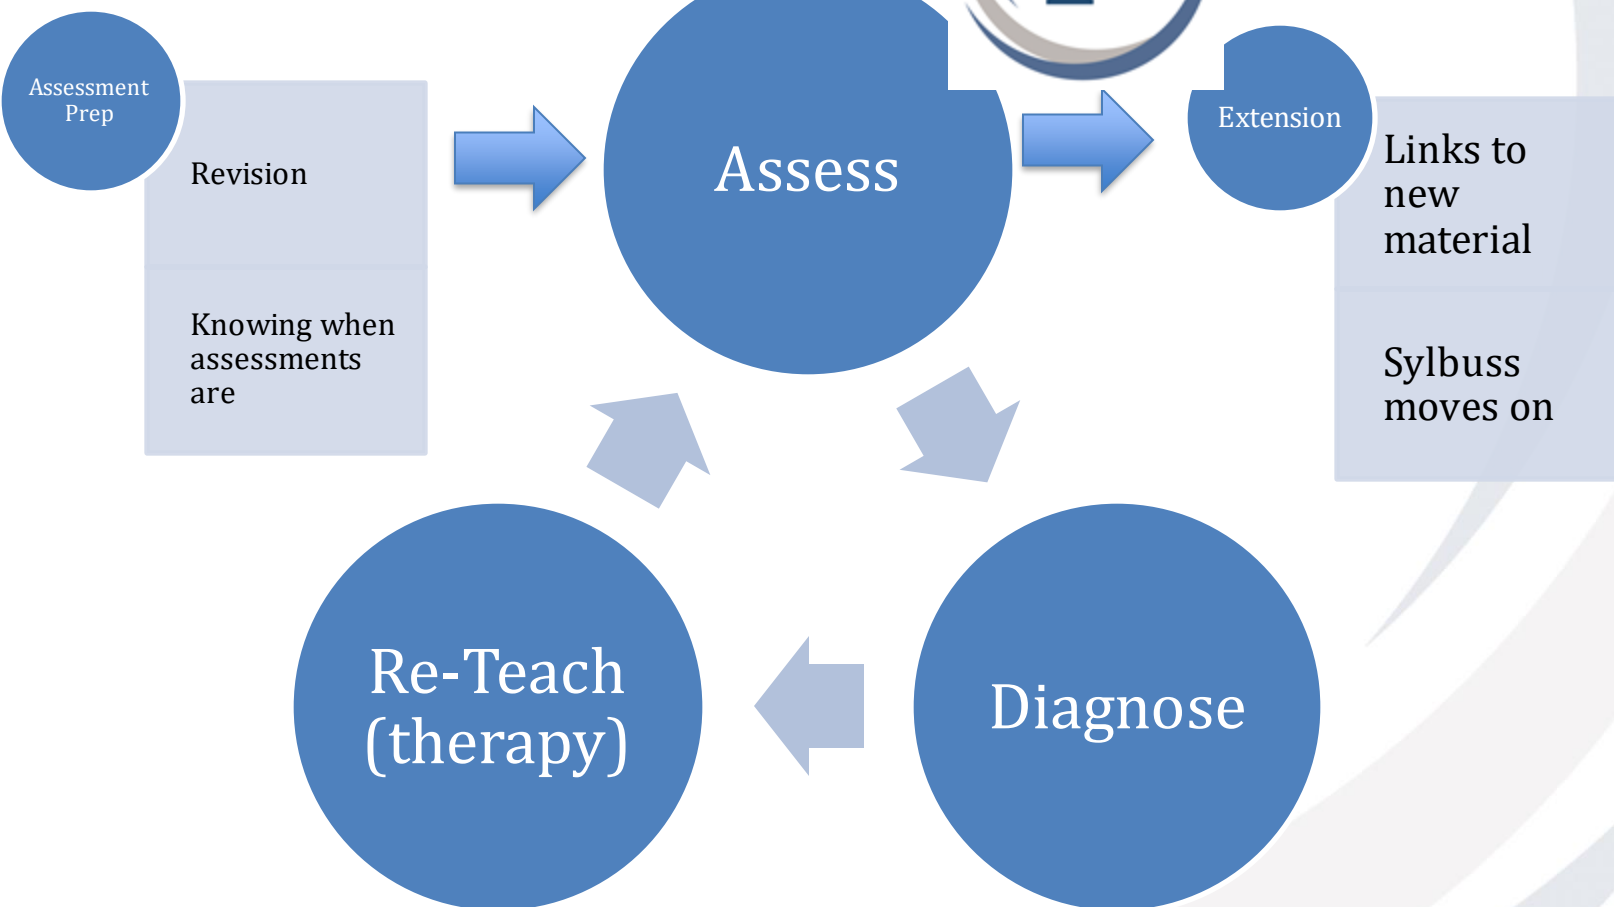 Assessment
Prep
Revision
Knowing when
assessments
are
Assess
Extension
Links to
new
material
Sylbuss
moves on
Re-Teach
(therapy)
Diagnose